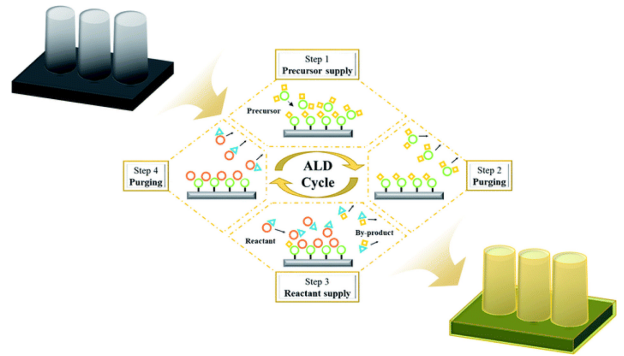 Step 1
Precursor supply
Precursor
Step 4
Purging
ALD
Cycle
Step 2
Purging
Reactant
By-product
Step 3
Reactant supply